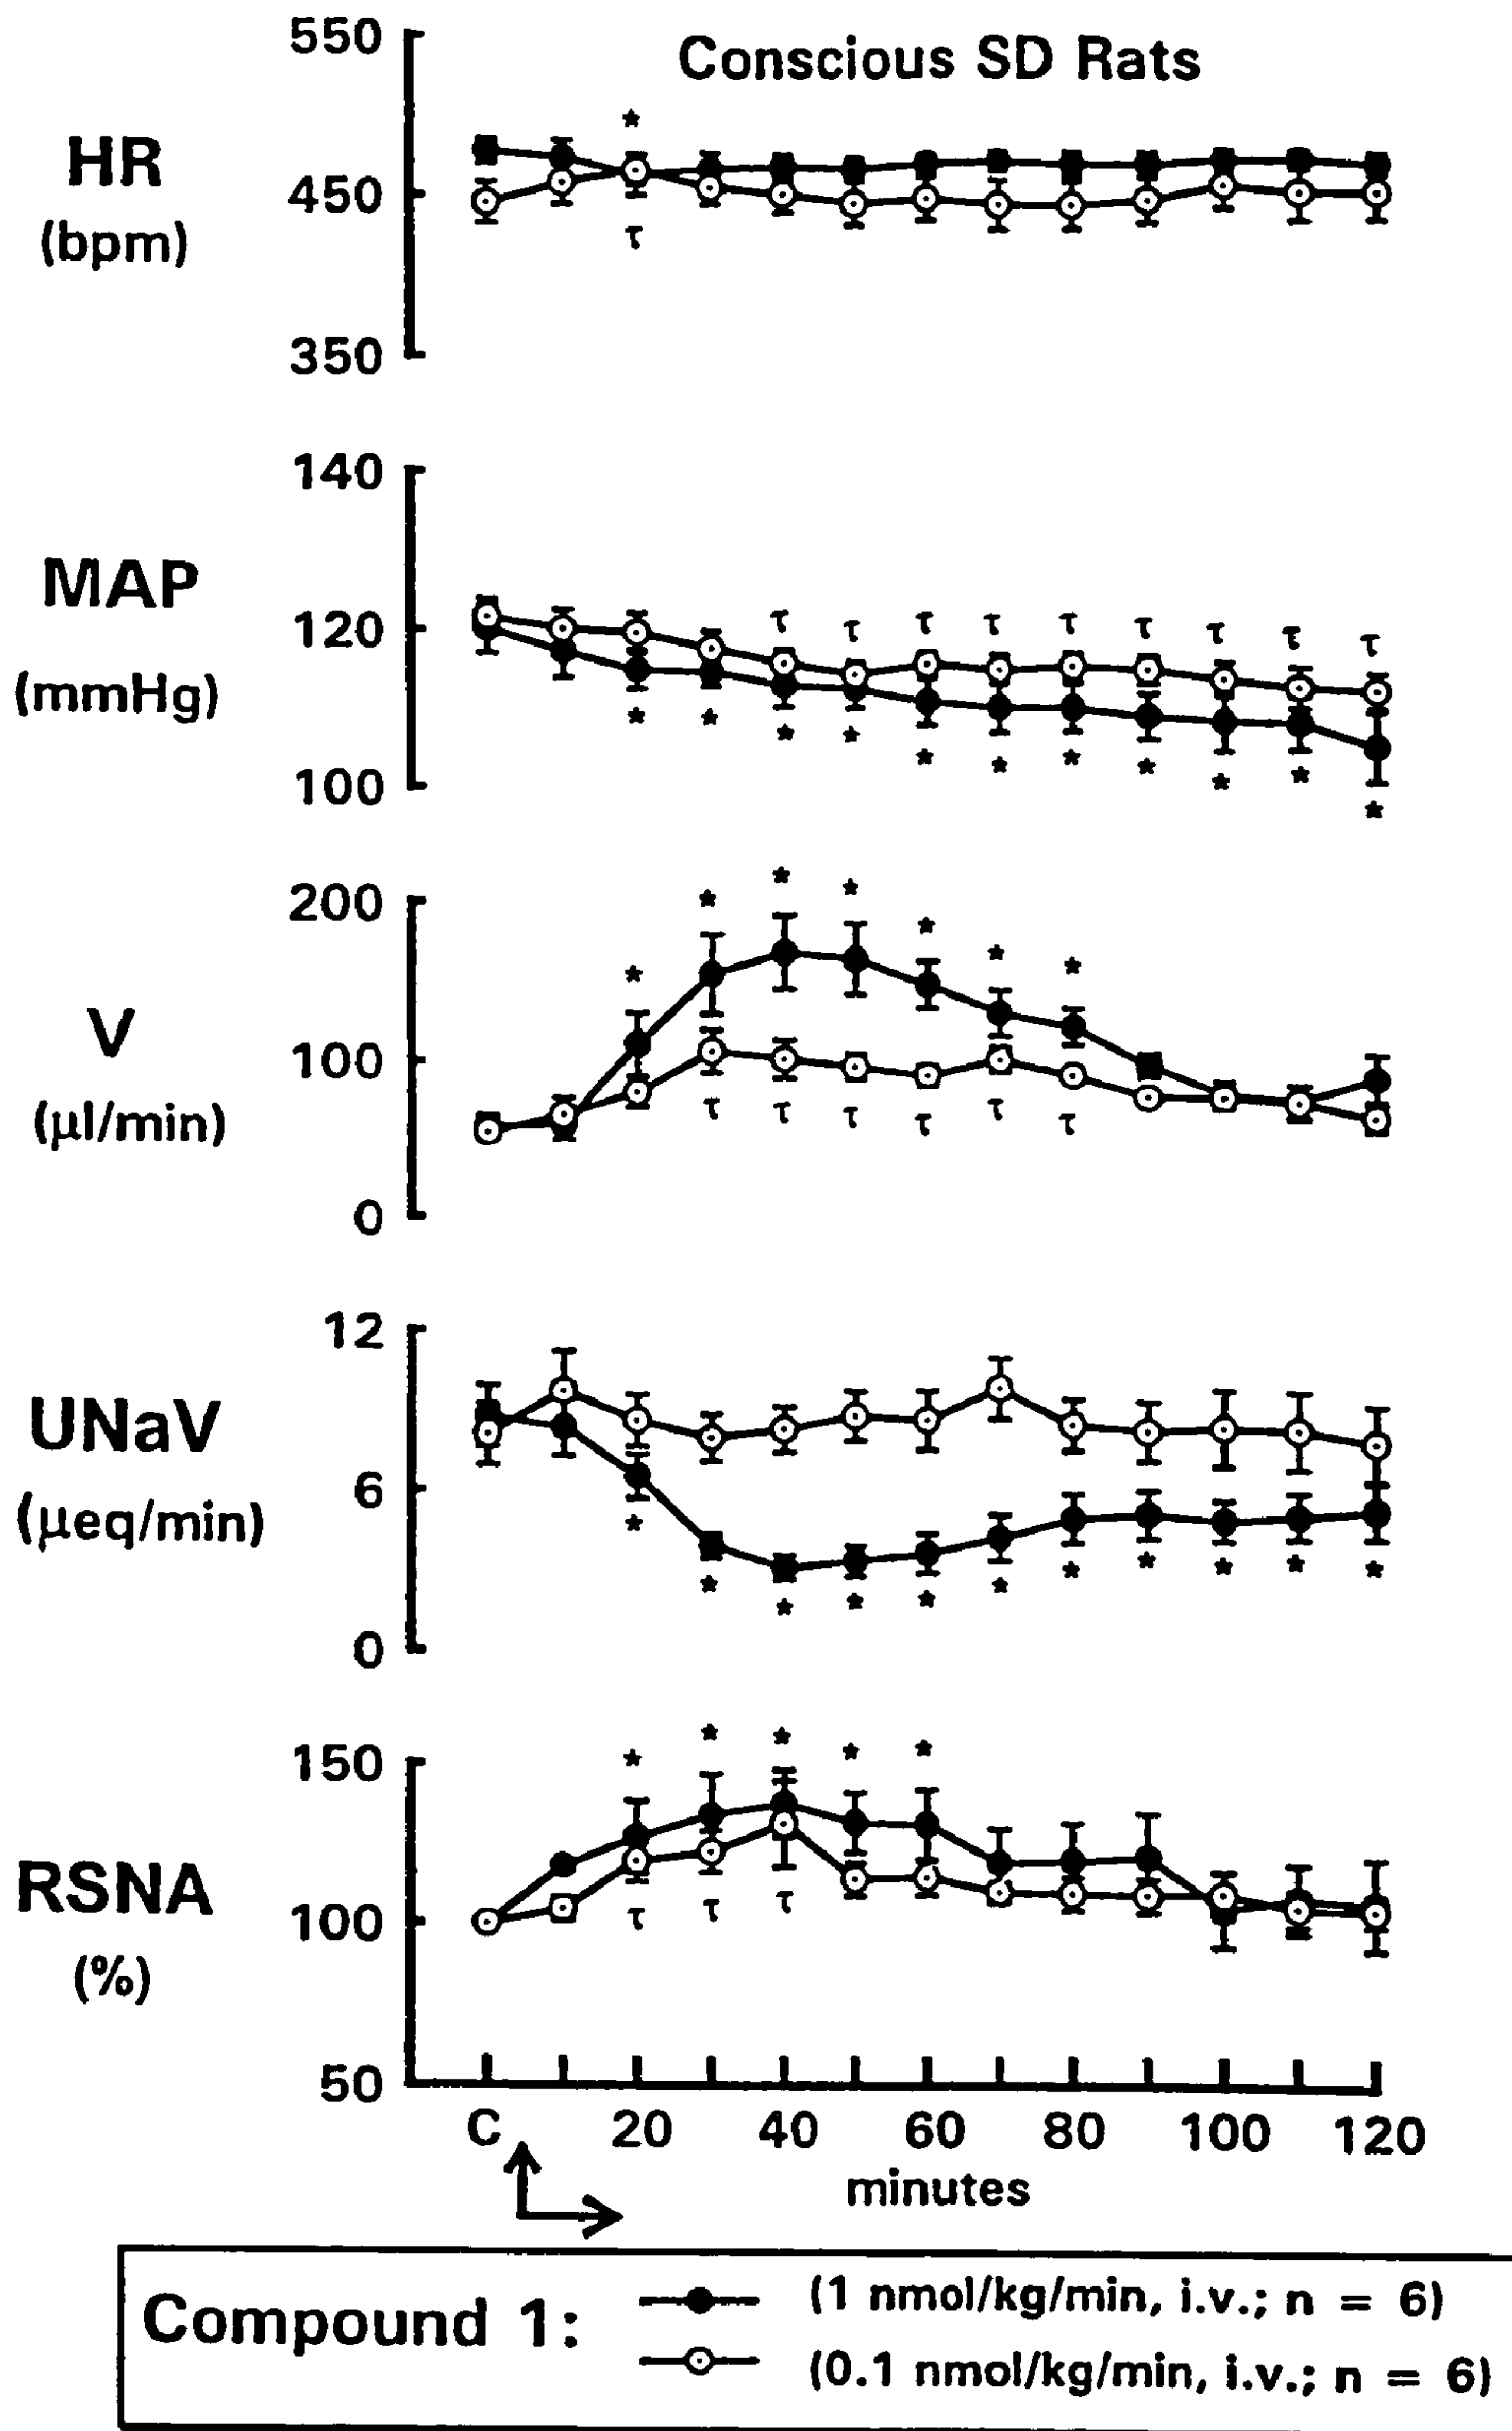 Conscious SD Rats
550
HR
450
(bpm)
350
*
τ
140
MAP
120
(mmHg)
100
τ τ τ τ τ τ τ τ τ
* * * * * * * * * * *
200
V
100
(µl/min)
0
* * * * * * *
τ τ τ τ τ τ
12
UNaV
6
(µeq/min)
0
* * * * * * * * * * *
150
RSNA
100
(%)
50
* * * * *
τ τ τ
C 20 40 60 80 100 120
minutes
Compound 1: (1 nmol/kg/min, i.v.; n = 6)
(0.1 nmol/kg/min, i.v.; n = 6)